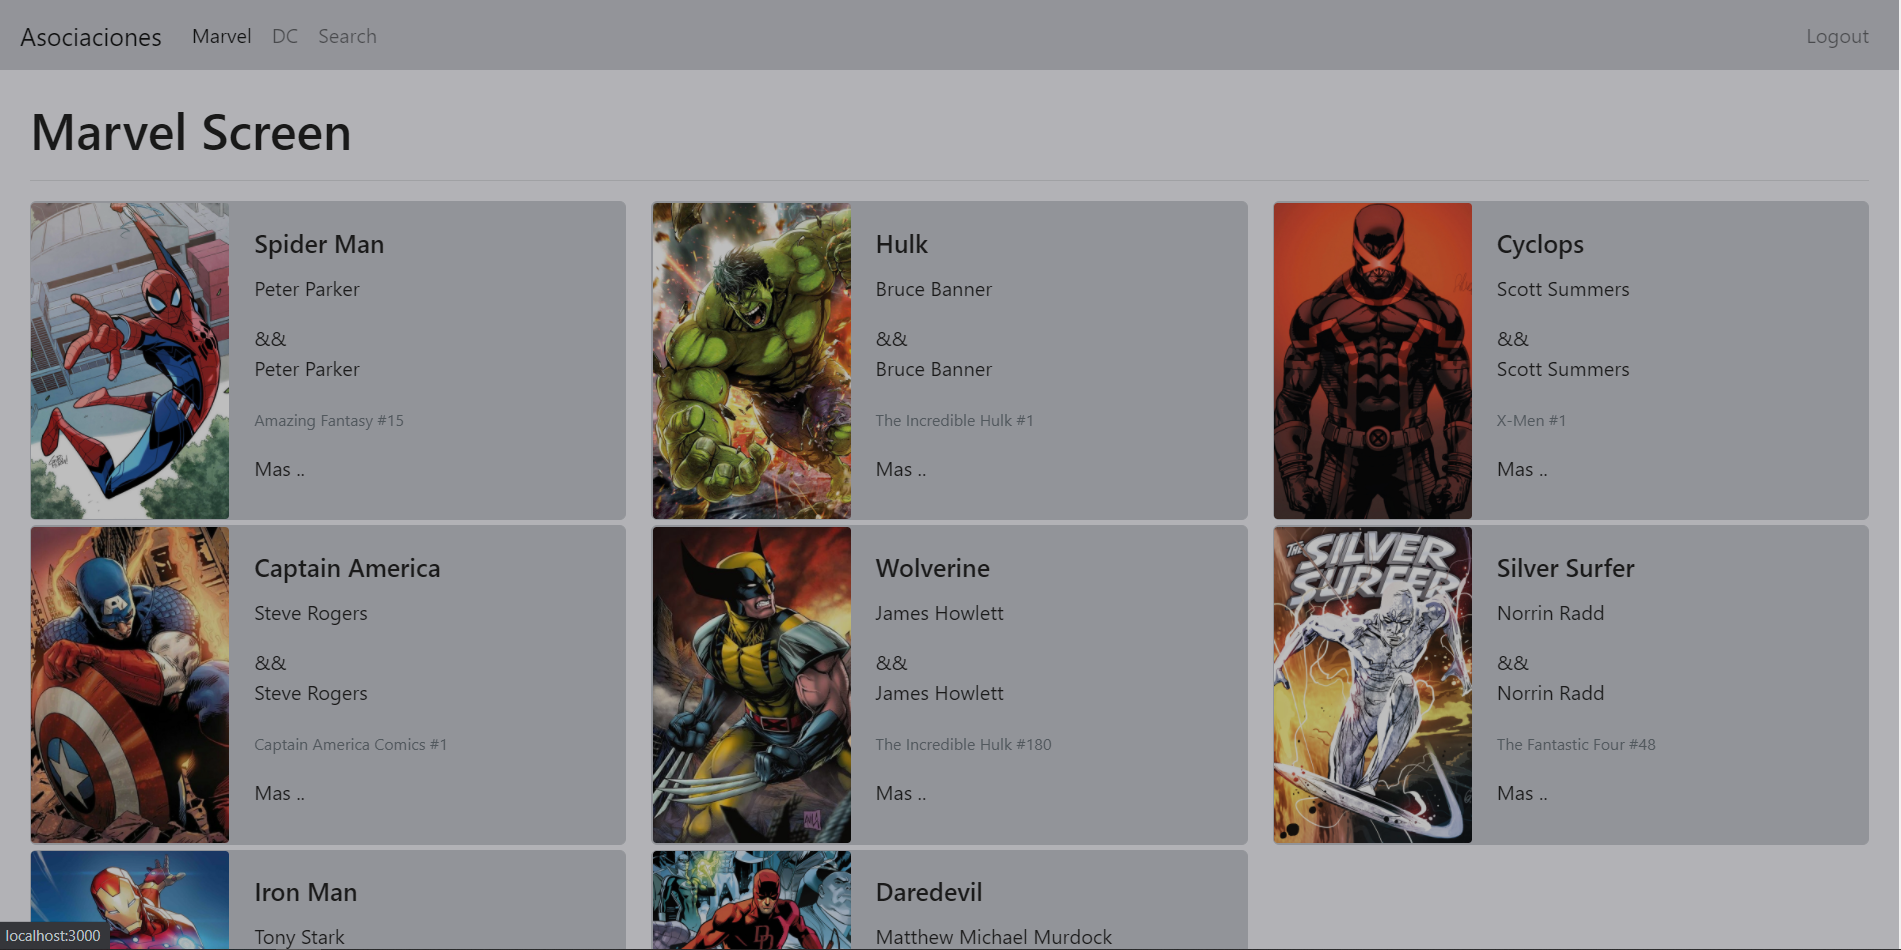 Asociaciones Marvel DC Search Logout
Marvel Screen
Spider Man
Peter Parker
&&
Peter Parker
Amazing Fantasy #15
Mas ..
Hulk
Bruce Banner
&&
Bruce Banner
The Incredible Hulk #1
Mas ..
Cyclops
Scott Summers
&&
Scott Summers
X-Men #1
Mas ..
Captain America
Steve Rogers
&&
Steve Rogers
Captain America Comics #1
Mas ..
Wolverine
James Howlett
&&
James Howlett
The Incredible Hulk #180
Mas ..
THE
SILVER
SURFER
Silver Surfer
Norrin Radd
&&
Norrin Radd
The Fantastic Four #48
Mas ..
Iron Man
Tony Stark
Daredevil
Matthew Michael Murdock
localhost:3000